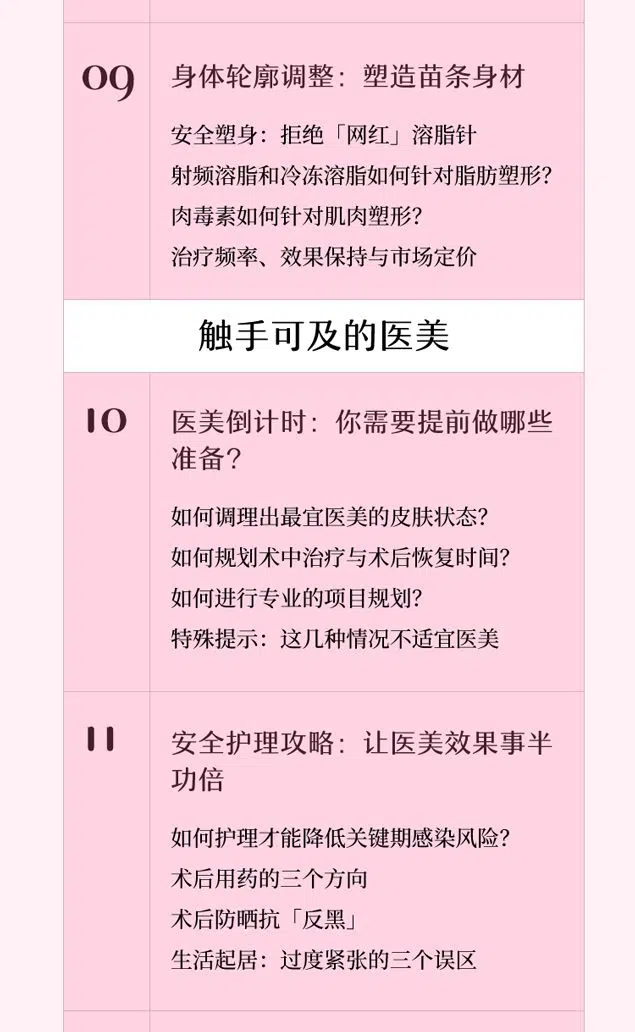 09
身体轮廓调整：塑造苗条身材
安全塑身：拒绝「网红」溶脂针
射频溶脂和冷冻溶脂如何针对脂肪塑形？
肉毒素如何针对肌肉塑形？
治疗频率、效果保持与市场定价
触手可及的医美
10
医美倒计时：你需要提前做哪些
准备？
如何调理出最宜医美的皮肤状态？
如何规划术中治疗与术后恢复时间？
如何进行专业的项目规划？
特殊提示：这几种情况不适宜医美
11
安全护理攻略：让医美效果事半
功倍
如何护理才能降低关键期感染风险？
术后用药的三个方向
术后防晒抗「反黑」
生活起居：过度紧张的三个误区